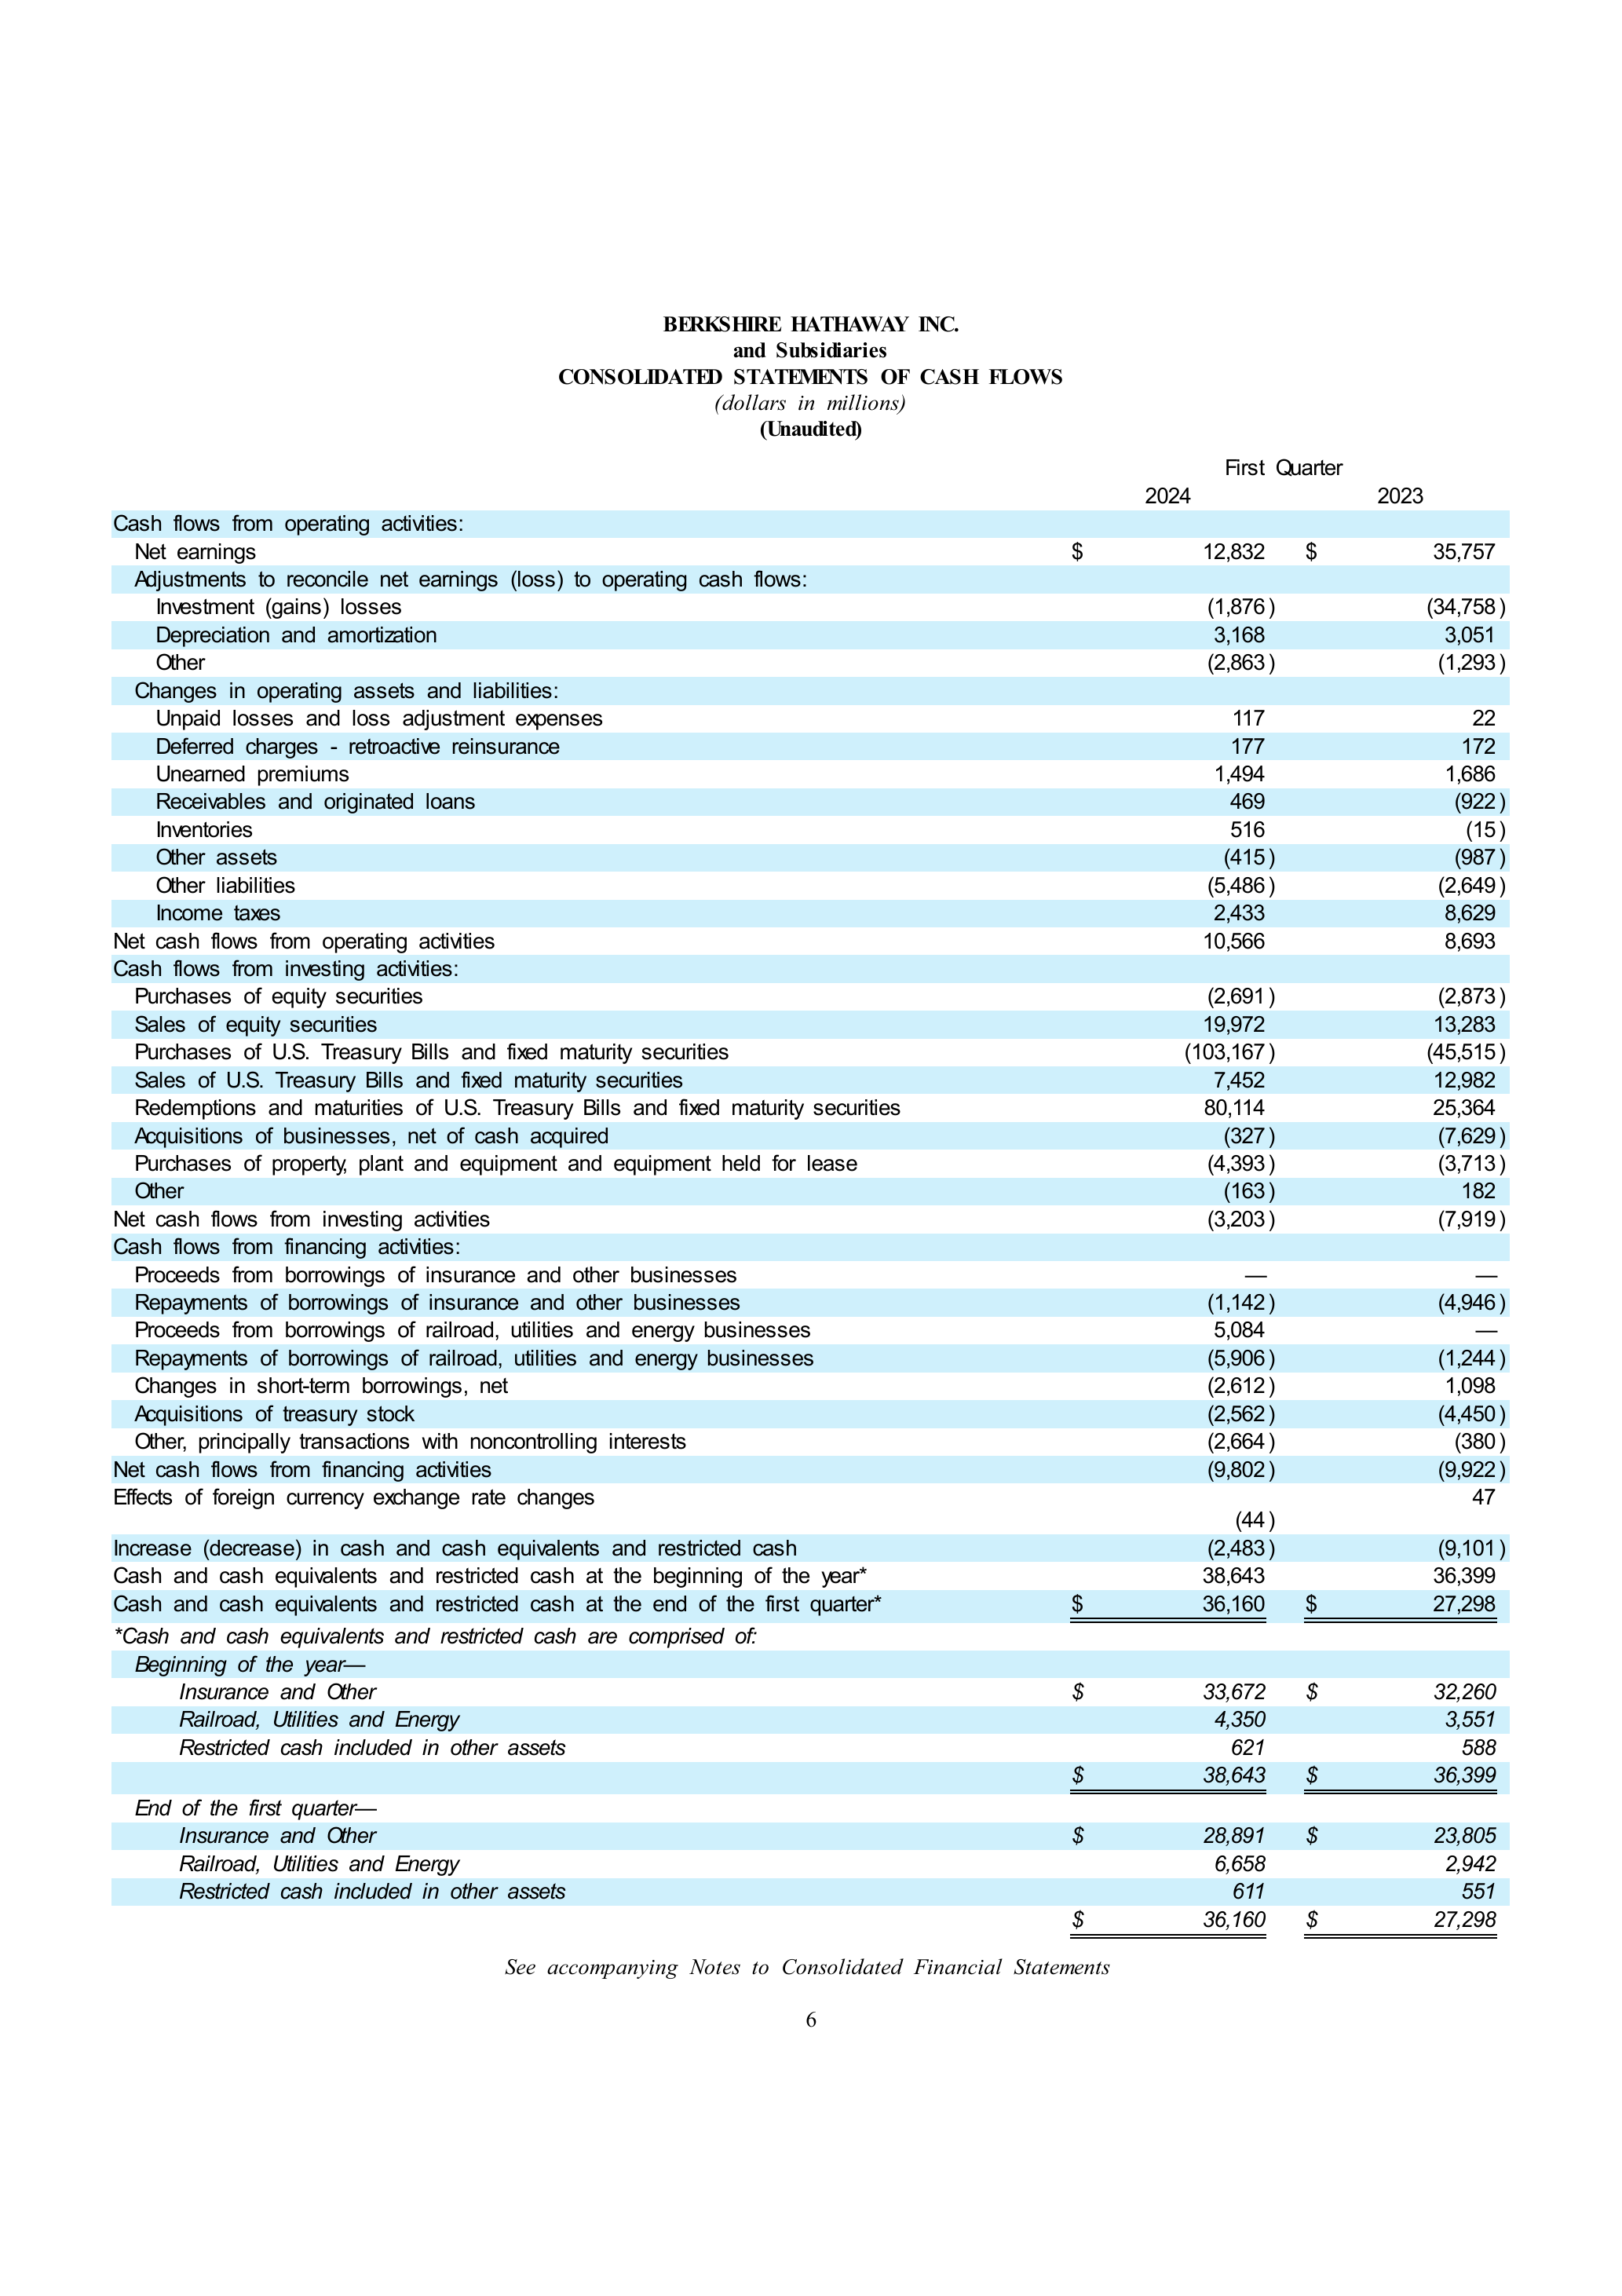 BERKSHIRE HATHAWAY INC.
and Subsidiaries
CONSOLIDATED STATEMENTS OF CASH FLOWS
(dollars in millions)
(Unaudited)
First Quarter
2024 2023
Cash flows from operating activities:
Net earnings $ 12,832 $ 35,757
Adjustments to reconcile net earnings (loss) to operating cash flows:
Investment (gains) losses (1,876) (34,758)
Depreciation and amortization 3,168 3,051
Other (2,863) (1,293)
Changes in operating assets and liabilities:
Unpaid losses and loss adjustment expenses 117 22
Deferred charges - retroactive reinsurance 177 172
Unearned premiums 1,494 1,686
Receivables and originated loans 469 (922)
Inventories 516 (15)
Other assets (415) (987)
Other liabilities (5,486) (2,649)
Income taxes 2,433 8,629
Net cash flows from operating activities 10,566 8,693
Cash flows from investing activities:
Purchases of equity securities (2,691) (2,873)
Sales of equity securities 19,972 13,283
Purchases of U.S. Treasury Bills and fixed maturity securities (103,167) (45,515)
Sales of U.S. Treasury Bills and fixed maturity securities 7,452 12,982
Redemptions and maturities of U.S. Treasury Bills and fixed maturity securities 80,114 25,364
Acquisitions of businesses, net of cash acquired (327) (7,629)
Purchases of property, plant and equipment and equipment held for lease (4,393) (3,713)
Other (163) 182
Net cash flows from investing activities (3,203) (7,919)
Cash flows from financing activities:
Proceeds from borrowings of insurance and other businesses — —
Repayments of borrowings of insurance and other businesses (1,142) (4,946)
Proceeds from borrowings of railroad, utilities and energy businesses 5,084 —
Repayments of borrowings of railroad, utilities and energy businesses (5,906) (1,244)
Changes in short-term borrowings, net (2,612) 1,098
Acquisitions of treasury stock (2,562) (4,450)
Other, principally transactions with noncontrolling interests (2,664) (380)
Net cash flows from financing activities (9,802) (9,922)
Effects of foreign currency exchange rate changes 47
(44)
Increase (decrease) in cash and cash equivalents and restricted cash (2,483) (9,101)
Cash and cash equivalents and restricted cash at the beginning of the year* 38,643 36,399
Cash and cash equivalents and restricted cash at the end of the first quarter* $ 36,160 $ 27,298
*Cash and cash equivalents and restricted cash are comprised of:
Beginning of the year—
Insurance and Other $ 33,672 $ 32,260
Railroad, Utilities and Energy 4,350 3,551
Restricted cash included in other assets 621 588
$ 38,643 $ 36,399
End of the first quarter—
Insurance and Other $ 28,891 $ 23,805
Railroad, Utilities and Energy 6,658 2,942
Restricted cash included in other assets 611 551
$ 36,160 $ 27,298
See accompanying Notes to Consolidated Financial Statements
6